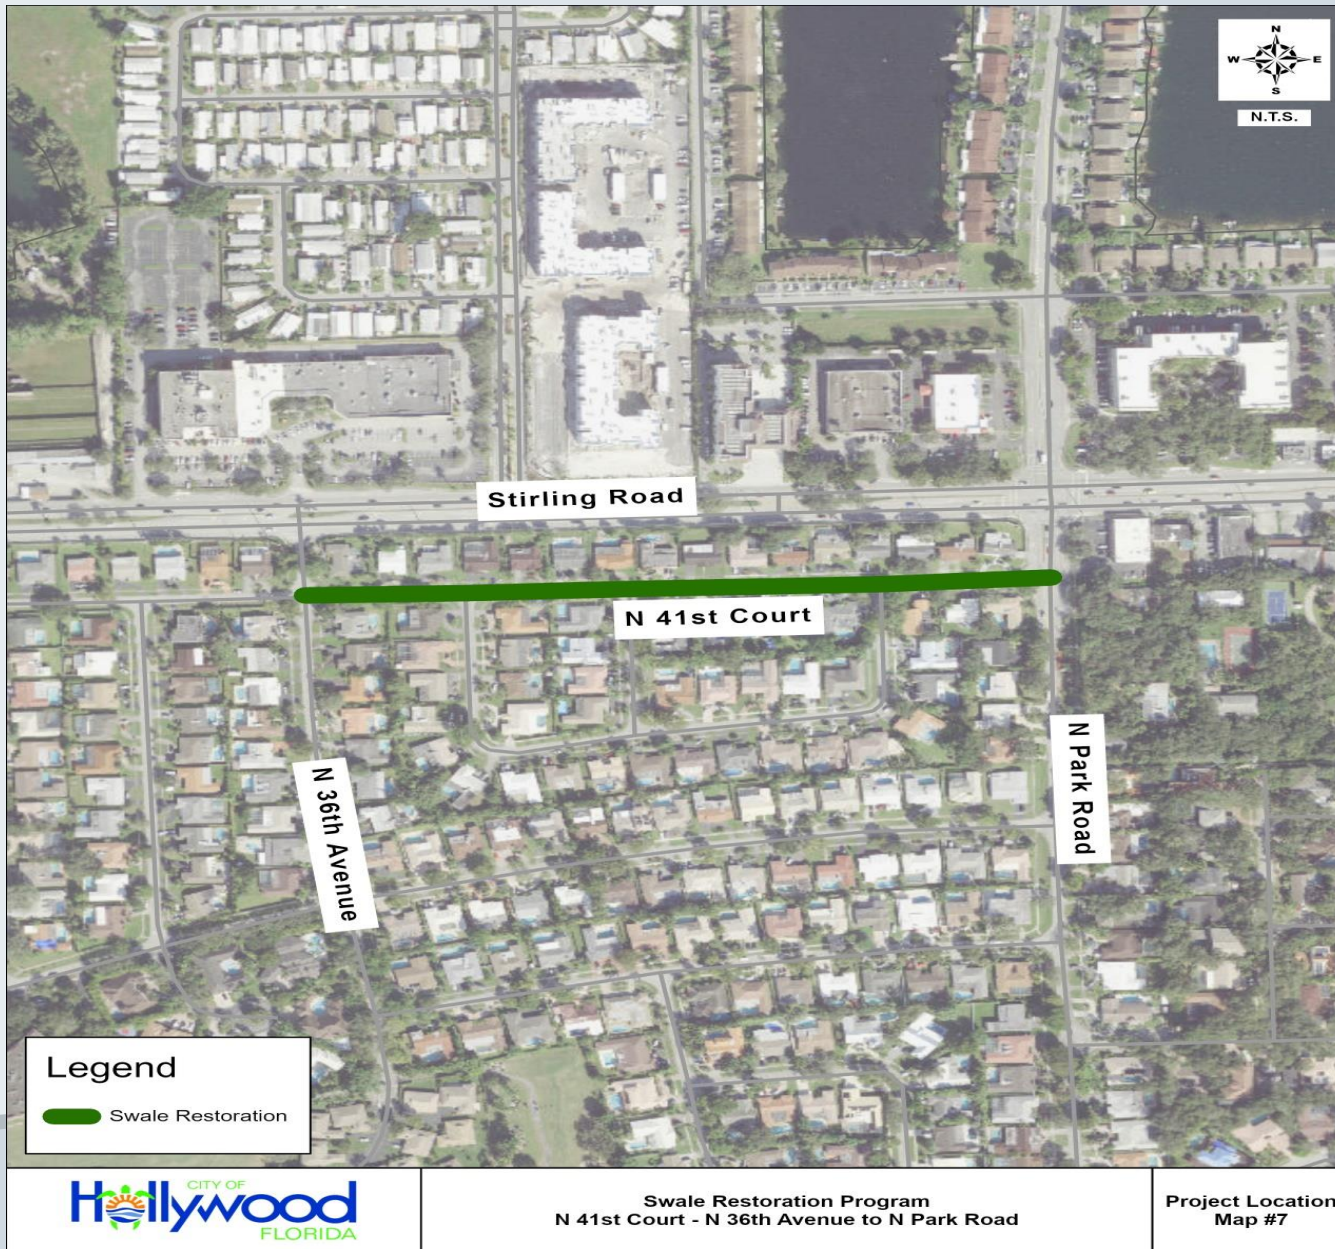 N
W E
S
N.T.S.
Stirling Road
N 41st Court
N 36th Avenue
N Park Road
Legend
Swale Restoration
CITY OF
Hollywood
FLORIDA
Swale Restoration Program
N 41st Court - N 36th Avenue to N Park Road
Project Location
Map #7